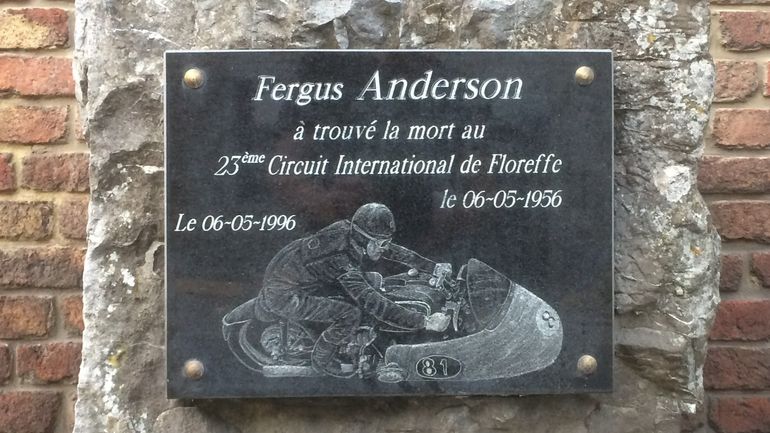 Fergus Anderson
à trouvé la mort au
23ème Circuit International de Floreffe
le 06-05-1956
Le 06-05-1996
8
81